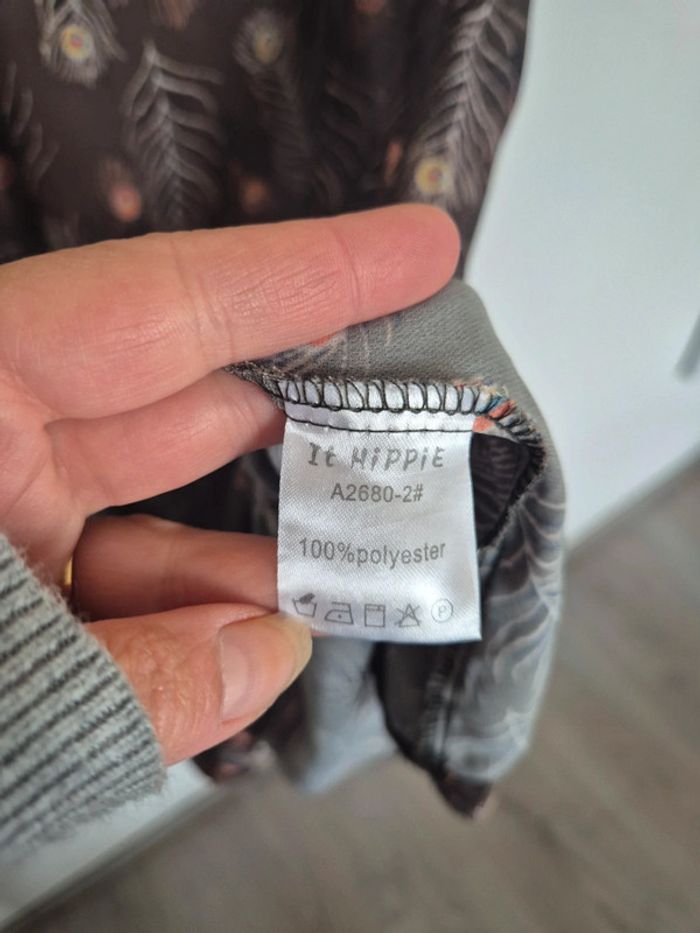 It HiPPiE
A2680-2#
100%polyester
P